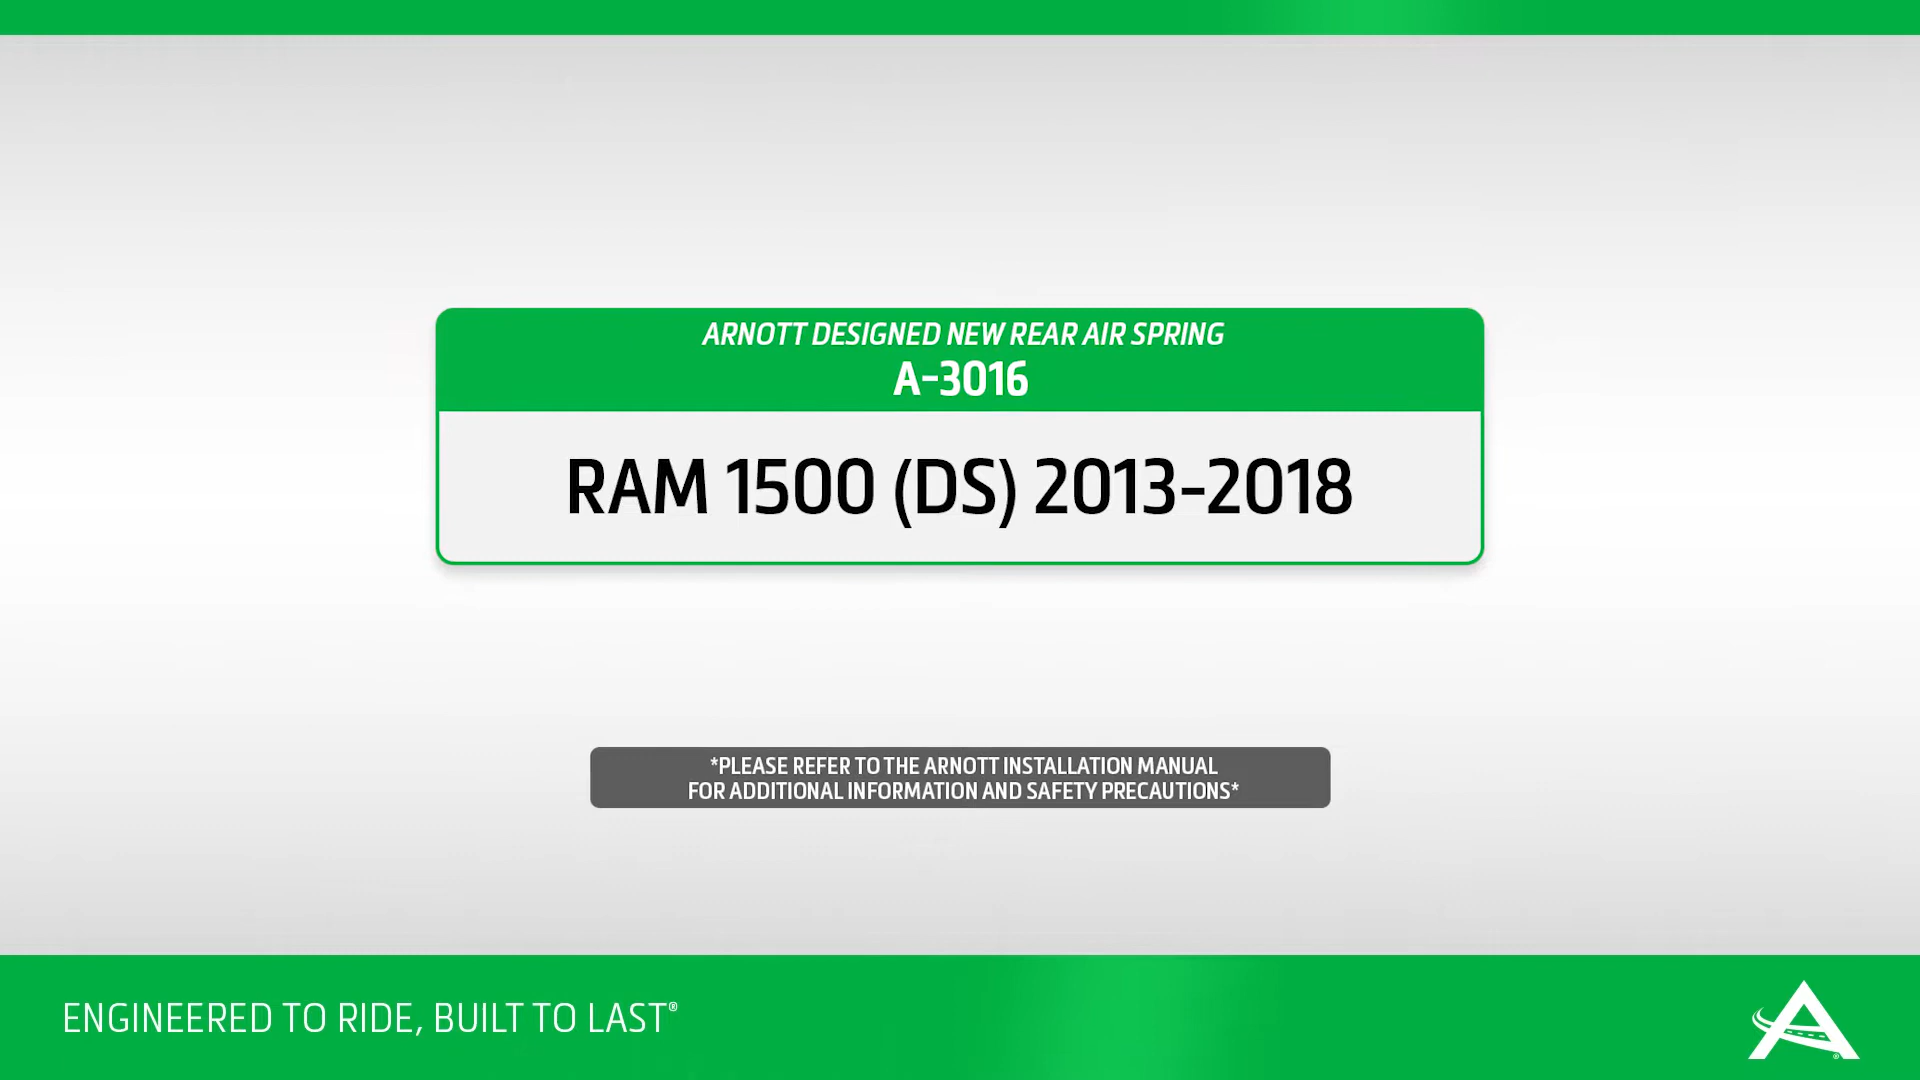 ARNOTT DESIGNED NEW REAR AIR SPRING
A-3016
RAM 1500 (DS) 2013-2018
*PLEASE REFER TO THE ARNOTT INSTALLATION MANUAL
FOR ADDITIONAL INFORMATION AND SAFETY PRECAUTIONS*
ENGINEERED TO RIDE, BUILT TO LAST®